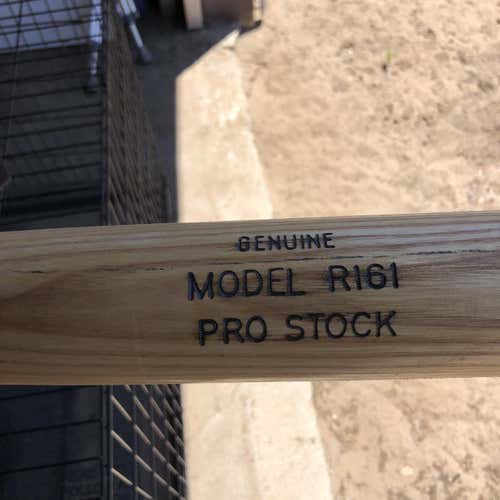 GENUINE
MODEL R161
PRO STOCK